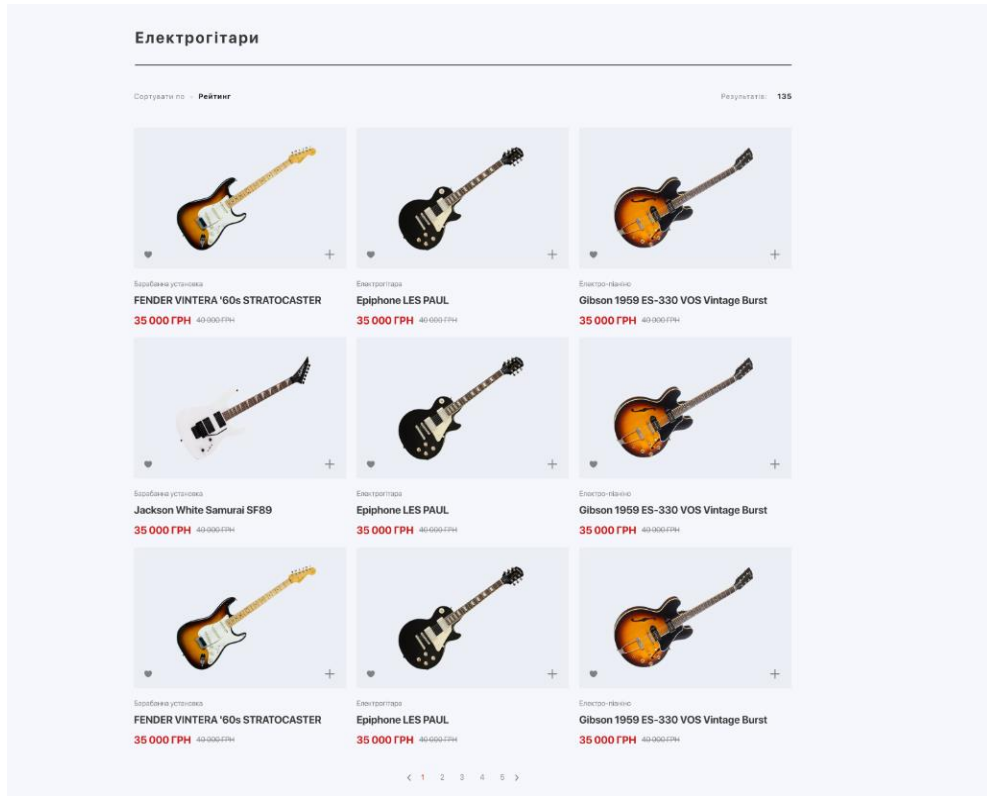 Електрогітари
Сортувати по - Рейтинг
Результатів: 135
Барабанна установка
FENDER VINTERA '60s STRATOCASTER
35 000 ГРН 40 000 ГРН
Електрогітара
Epiphone LES PAUL
35 000 ГРН 40 000 ГРН
Електро-піаніно
Gibson 1959 ES-330 VOS Vintage Burst
35 000 ГРН 40 000 ГРН
Барабанна установка
Jackson White Samurai SF89
35 000 ГРН 40 000 ГРН
Електрогітара
Epiphone LES PAUL
35 000 ГРН 40 000 ГРН
Електро-піаніно
Gibson 1959 ES-330 VOS Vintage Burst
35 000 ГРН 40 000 ГРН
Барабанна установка
FENDER VINTERA '60s STRATOCASTER
35 000 ГРН 40 000 ГРН
Електрогітара
Epiphone LES PAUL
35 000 ГРН 40 000 ГРН
Електро-піаніно
Gibson 1959 ES-330 VOS Vintage Burst
35 000 ГРН 40 000 ГРН
< 1 2 3 4 5 >